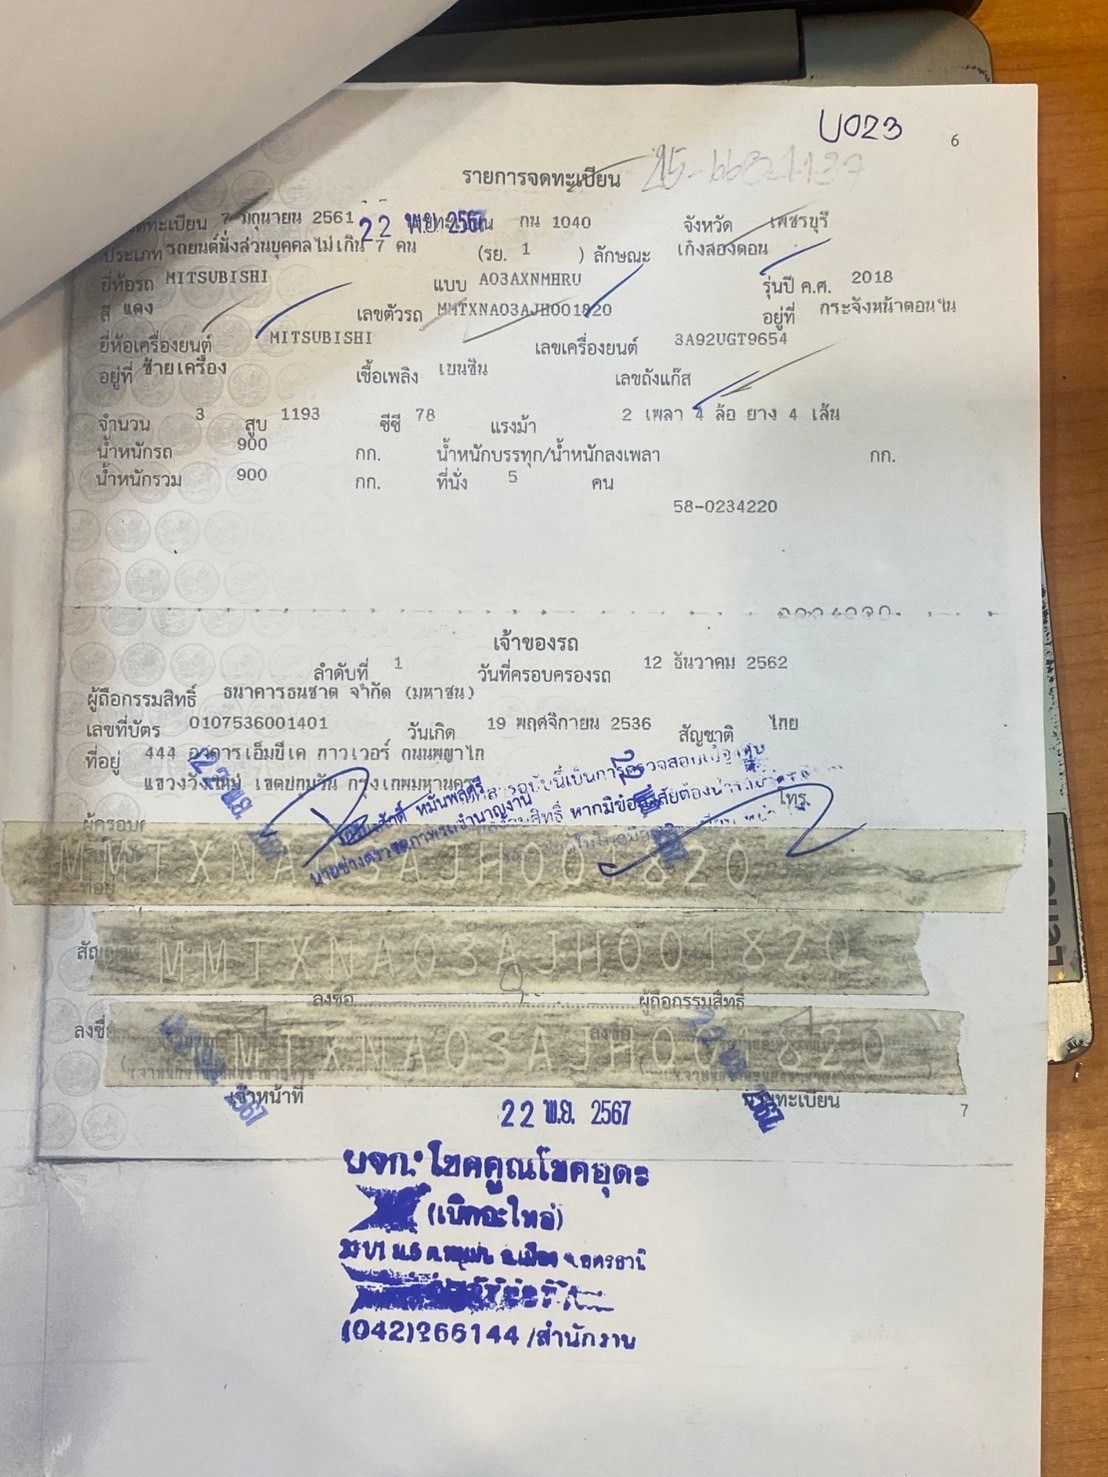 U023
6
รายการจดทะเบียน
ทะเบียน 7 มิถุนายน 2561 22 พ.ย. 2567 กน 1040 จังหวัด เพชรบุรี
ประเภท รถยนต์นั่งส่วนบุคคลไม่เกิน 7 คน (รย. 1 ) ลักษณะ เก๋งสองตอน
ยี่ห้อรถ MITSUBISHI แบบ A03AXNMHRU รุ่นปี ค.ศ. 2018
สี แดง เลขตัวรถ MMTXNA03AJH001820 อยู่ที่ กระจังหน้าตอนใน
ยี่ห้อเครื่องยนต์ MITSUBISHI เลขเครื่องยนต์ 3A92UGT9654
อยู่ที่ ซ้ายเครื่อง เชื้อเพลิง เบนซิน เลขถังแก๊ส
จำนวน 3 สูบ 1193 ซีซี 78 แรงม้า 2 เพลา 4 ล้อ ยาง 4 เส้น
น้ำหนักรถ 900 กก. น้ำหนักบรรทุก/น้ำหนักลงเพลา กก.
น้ำหนักรวม 900 กก. ที่นั่ง 5 คน
58-0234220
เจ้าของรถ
ลำดับที่ 1 วันที่ครอบครองรถ 12 ธันวาคม 2562
ผู้ถือกรรมสิทธิ์ ธนาคารธนชาต จำกัด (มหาชน)
เลขที่บัตร 0107536001401 วันเกิด 19 พฤศจิกายน 2536 สัญชาติ ไทย
ที่อยู่ 444 อาคารเอ็มบีเค ทาวเวอร์ ถนนพญาไท
แขวงวังใหม่ เขตปทุมวัน กรุงเทพมหานคร
โทร.
MMTXNA03AJH001820
MMTXNA03AJH001820
ลงชื่อ ผู้ถือกรรมสิทธิ์
MTXNA03AJH001820
เจ้าหน้าที่ นายทะเบียน
22 พ.ย. 2567
7
หจก. โชคคูณโชคอุดร
(เบิกอะไหล่)
(042)266144 /สำนักงาน